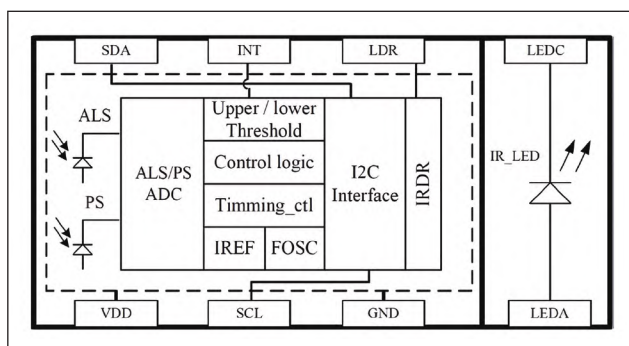 SDA INT LDR LEDC
ALS
Upper / lower
Threshold
ALS/PS
ADC
Control logic
I2C
Interface
IRDR
IR_LED
PS
Timming_ctl
IREF FOSC
VDD SCL GND LEDA